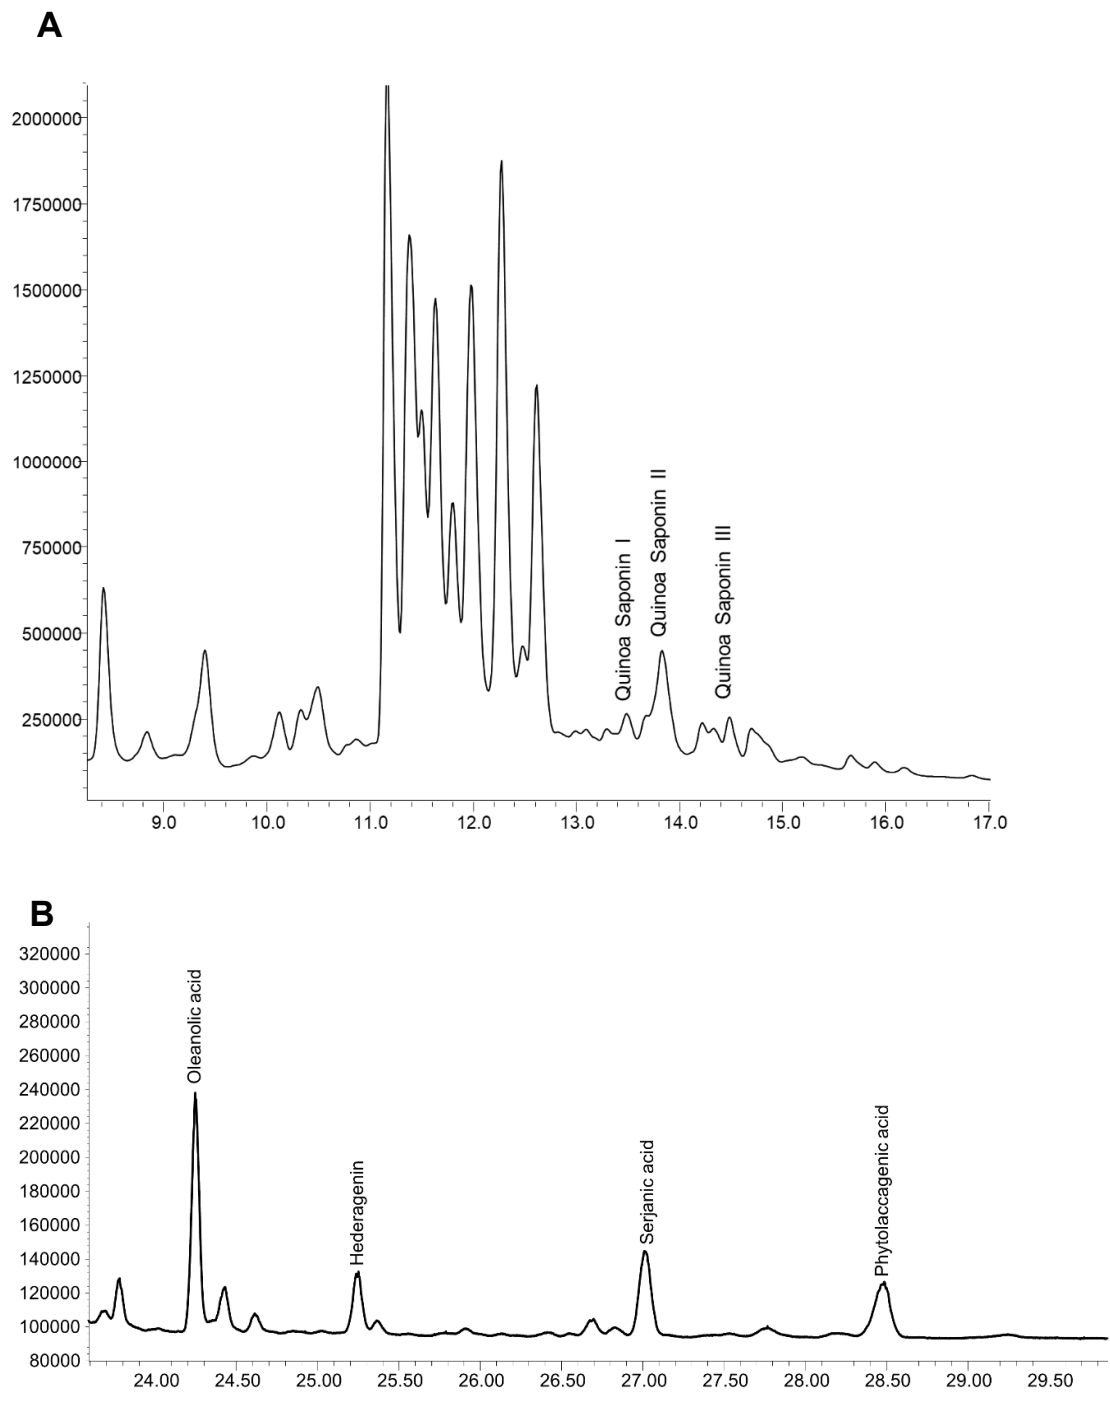 A
2000000
1750000
1500000
1250000
1000000
750000
500000
250000
Quinoa Saponin I
Quinoa Saponin II
Quinoa Saponin III
9.0 10.0 11.0 12.0 13.0 14.0 15.0 16.0 17.0
B
320000
300000
280000
260000
240000
220000
200000
180000
160000
140000
120000
100000
80000
Oleanolic acid
Hederagenin
Serjanic acid
Phytolaccagenic acid
24.00 24.50 25.00 25.50 26.00 26.50 27.00 27.50 28.00 28.50 29.00 29.50